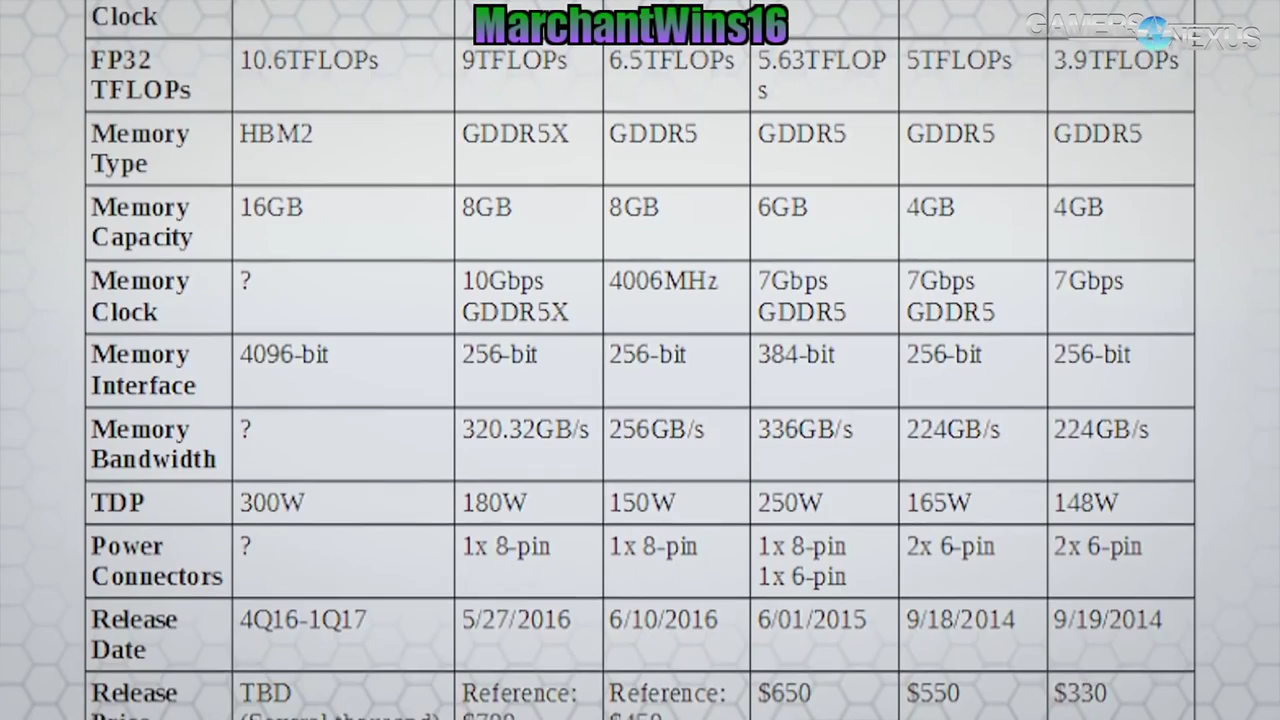 MarchantWins16
GAMERS NEXUS
Clock
FP32 TFLOPs 10.6TFLOPs 9TFLOPs 6.5TFLOPs 5.63TFLOPs 5TFLOPs 3.9TFLOPs
Memory Type HBM2 GDDR5X GDDR5 GDDR5 GDDR5 GDDR5
Memory Capacity 16GB 8GB 8GB 6GB 4GB 4GB
Memory Clock ? 10Gbps GDDR5X 4006MHz 7Gbps GDDR5 7Gbps GDDR5 7Gbps
Memory Interface 4096-bit 256-bit 256-bit 384-bit 256-bit 256-bit
Memory Bandwidth ? 320.32GB/s 256GB/s 336GB/s 224GB/s 224GB/s
TDP 300W 180W 150W 250W 165W 148W
Power Connectors ? 1x 8-pin 1x 8-pin 1x 8-pin 1x 6-pin 2x 6-pin 2x 6-pin
Release Date 4Q16-1Q17 5/27/2016 6/10/2016 6/01/2015 9/18/2014 9/19/2014
Release TBD Reference: Reference: $650 $550 $330